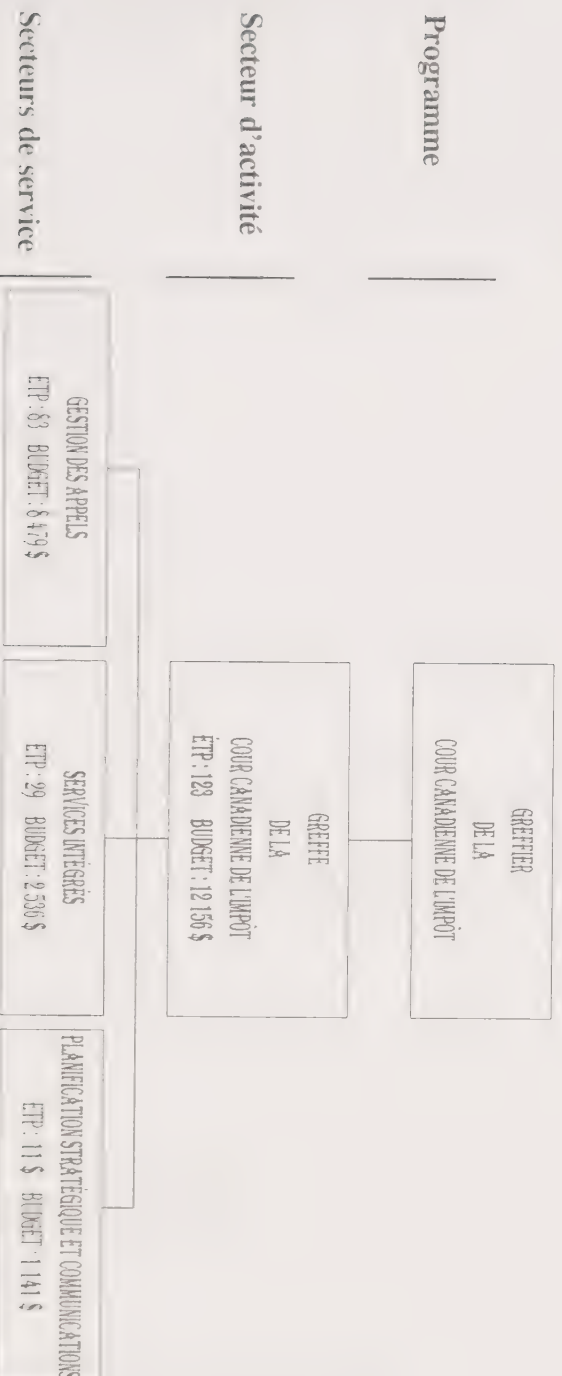 Programme
GREFFIER
DE LA
COUR CANADIENNE DE L'IMPÔT
Secteur d'activité
GREFFE
DE LA
COUR CANADIENNE DE L'IMPÔT
ÉTP : 123 BUDGET : 12 156 $
Secteurs de service
GESTION DES APPELS
ETP : 83 BUDGET : 8 479 $
SERVICES INTÉGRÉS
ETP : 29 BUDGET : 2 536 $
PLANIFICATION STRATÉGIQUE ET COMMUNICATIONS
ETP : 11 $ BUDGET : 1 141 $